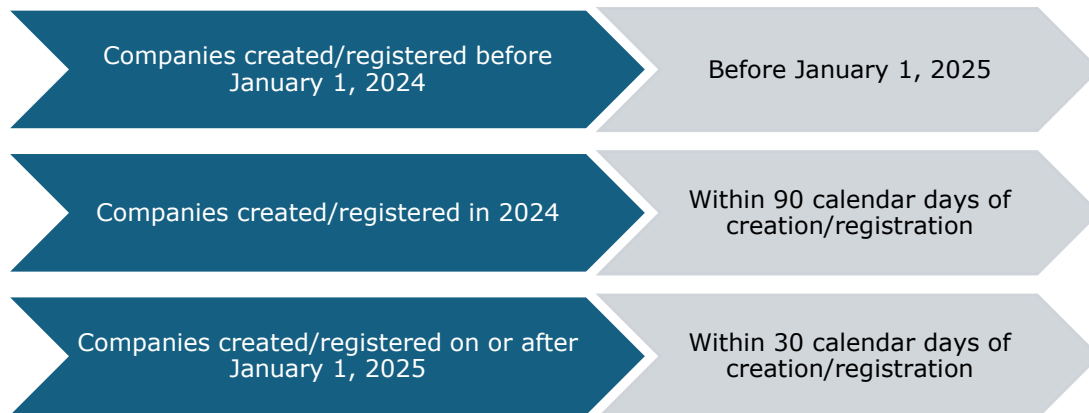 Companies created/registered before
January 1, 2024
Before January 1, 2025
Companies created/registered in 2024
Within 90 calendar days of
creation/registration
Companies created/registered on or after
January 1, 2025
Within 30 calendar days of
creation/registration